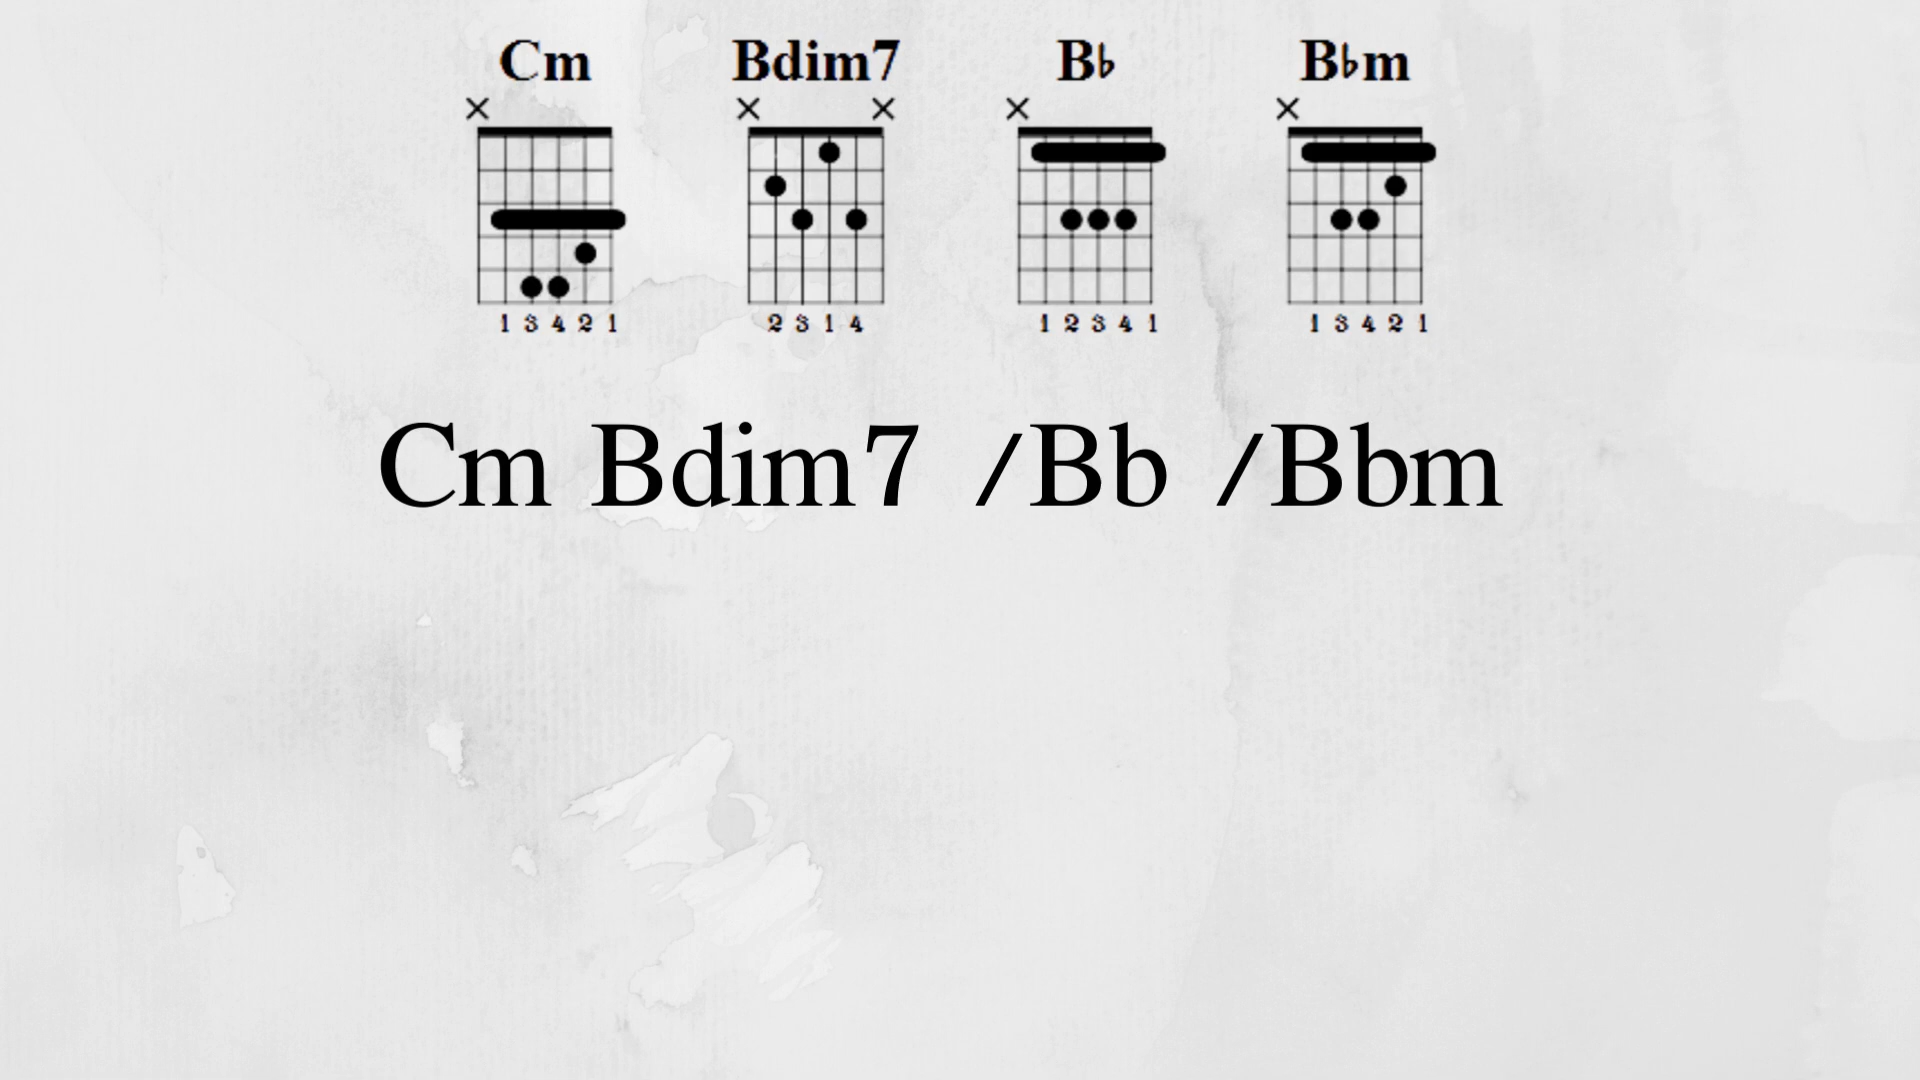 Cm Bdim7 B♭ B♭m
× × × × ×
1 3 4 2 1 2 3 1 4 1 2 3 4 1 1 3 4 2 1
Cm Bdim7 /Bb /Bbm